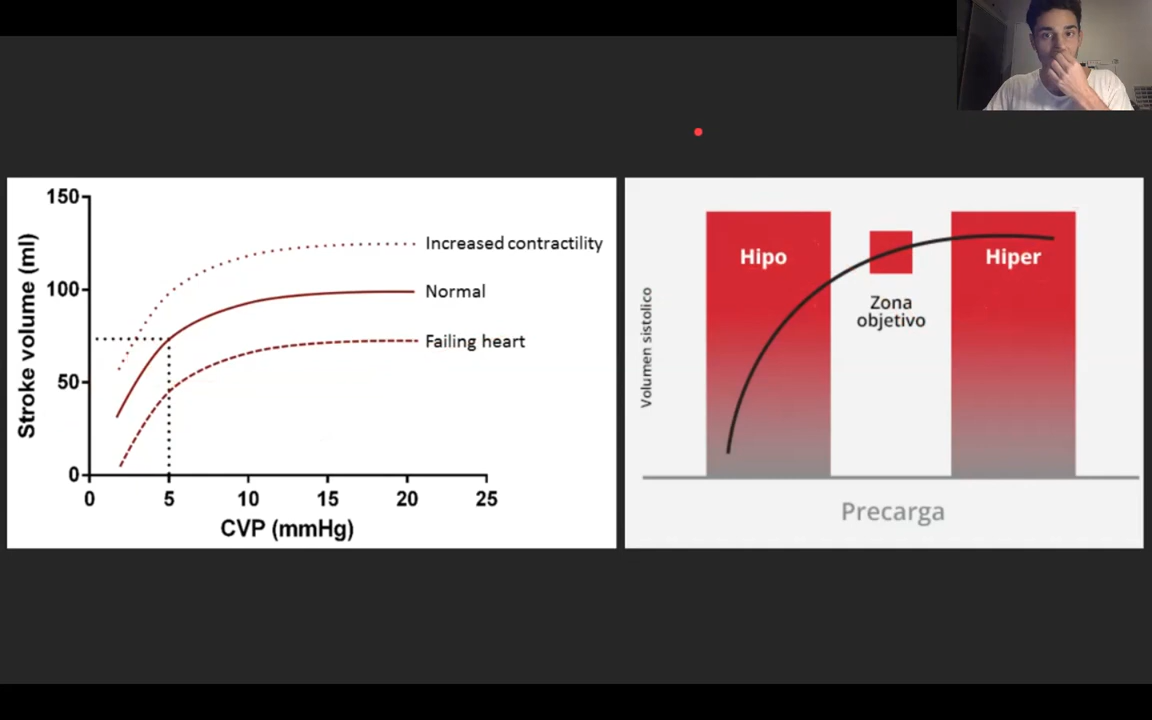 150
100
50
0
Stroke volume (ml)
Increased contractility
Normal
Failing heart
0 5 10 15 20 25
CVP (mmHg)
Hipo
Hiper
Zona
objetivo
Volumen sistolico
Precarga